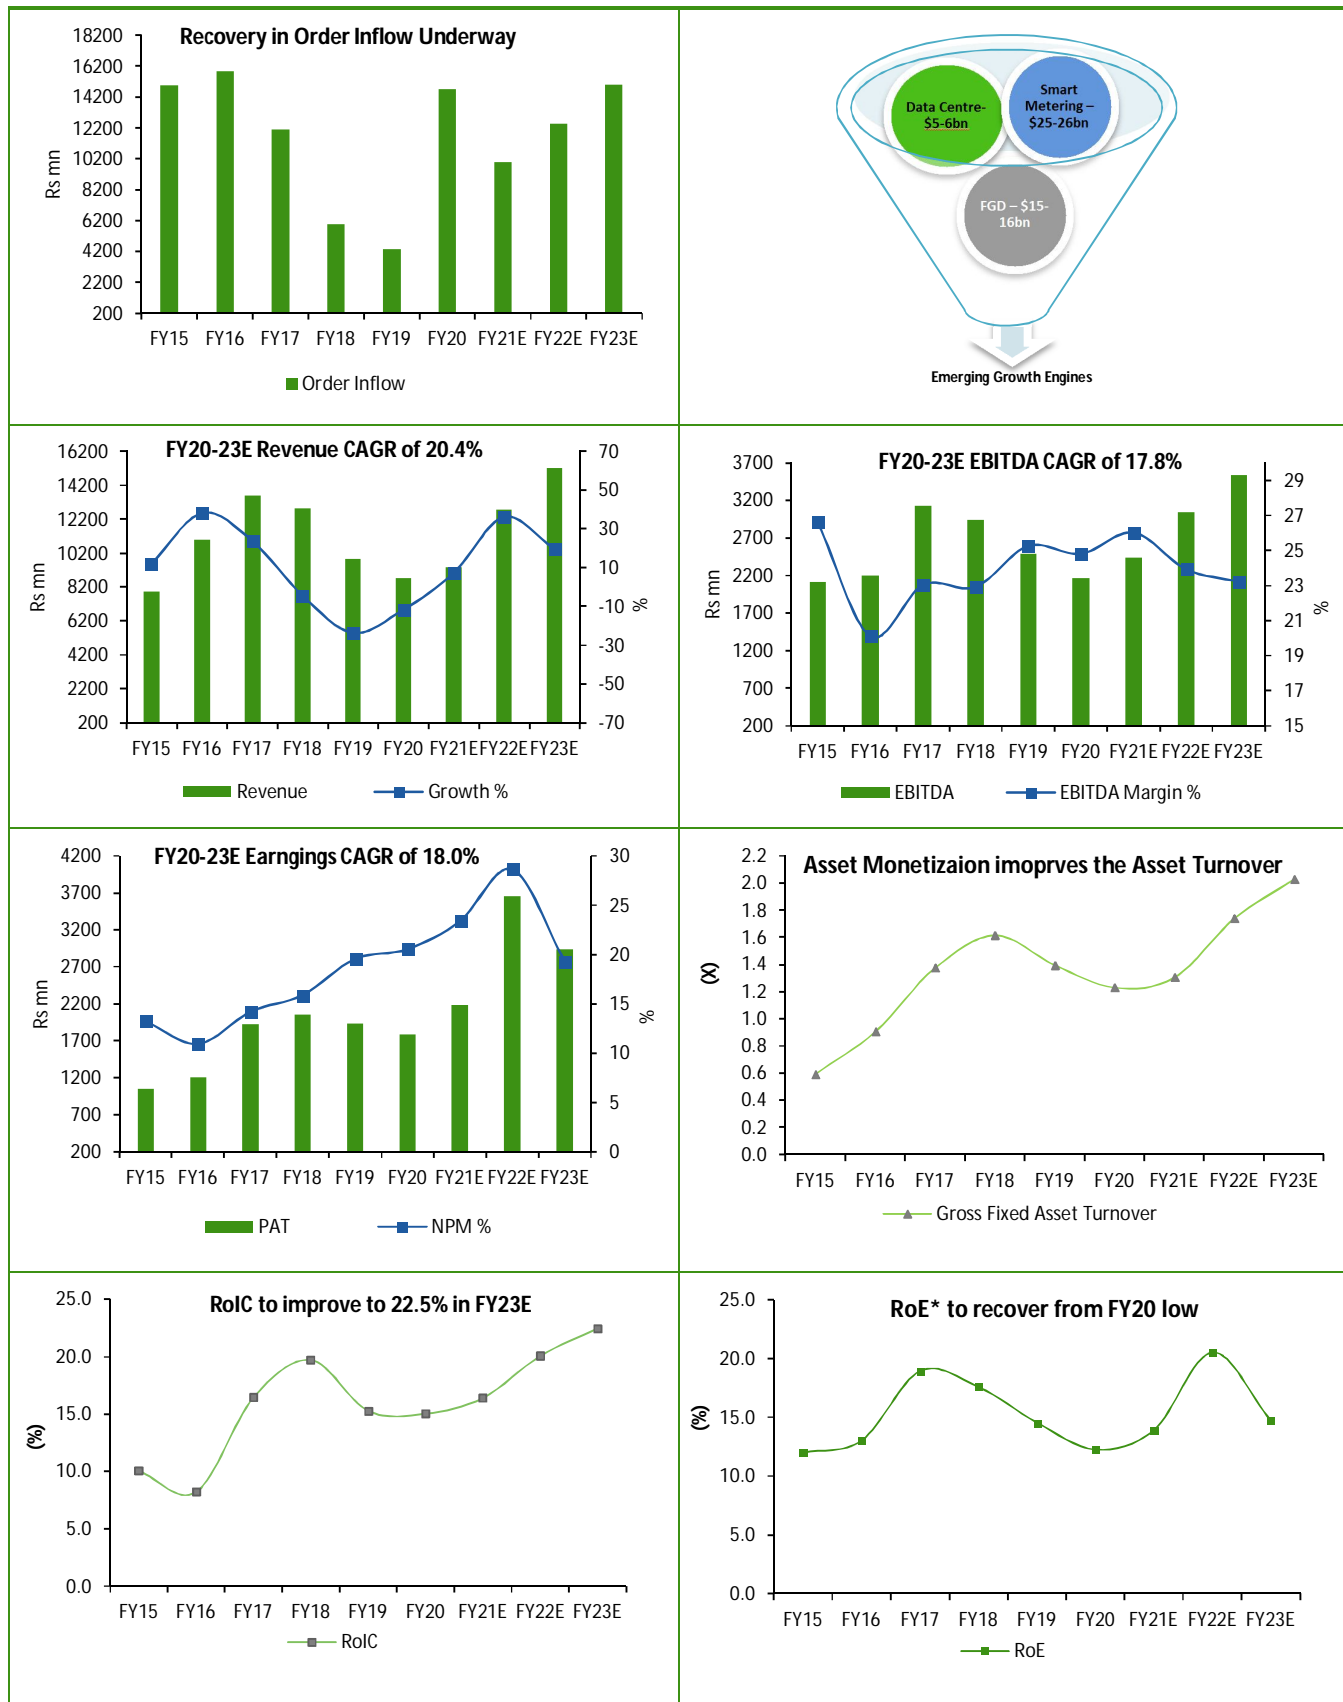 Recovery in Order Inflow Underway
18200
16200
14200
12200
10200
8200
6200
4200
2200
200
Rs mn
FY15 FY16 FY17 FY18 FY19 FY20 FY21E FY22E FY23E
Order Inflow
Data Centre-
$5-6bn
Smart
Metering –
$25-26bn
FGD – $15-
16bn
Emerging Growth Engines
FY20-23E Revenue CAGR of 20.4%
16200
14200
12200
10200
8200
6200
4200
2200
200
Rs mn
70
50
30
10
-10
-30
-50
-70
%
FY15 FY16 FY17 FY18 FY19 FY20 FY21E FY22E FY23E
Revenue
Growth %
FY20-23E EBITDA CAGR of 17.8%
3700
3200
2700
2200
1700
1200
700
200
Rs mn
29
27
25
23
21
19
17
15
%
FY15 FY16 FY17 FY18 FY19 FY20 FY21E FY22E FY23E
EBITDA
EBITDA Margin %
FY20-23E Earngings CAGR of 18.0%
4200
3700
3200
2700
2200
1700
1200
700
200
Rs mn
30
25
20
15
10
5
0
%
FY15 FY16 FY17 FY18 FY19 FY20 FY21E FY22E FY23E
PAT
NPM %
Asset Monetizaion imoprves the Asset Turnover
2.2
2.0
1.8
1.6
1.4
1.2
1.0
0.8
0.6
0.4
0.2
0.0
(X)
FY15 FY16 FY17 FY18 FY19 FY20 FY21E FY22E FY23E
Gross Fixed Asset Turnover
RoIC to improve to 22.5% in FY23E
25.0
20.0
15.0
10.0
5.0
0.0
(%)
FY15 FY16 FY17 FY18 FY19 FY20 FY21E FY22E FY23E
RoIC
RoE* to recover from FY20 low
25.0
20.0
15.0
10.0
5.0
0.0
(%)
FY15 FY16 FY17 FY18 FY19 FY20 FY21E FY22E FY23E
RoE